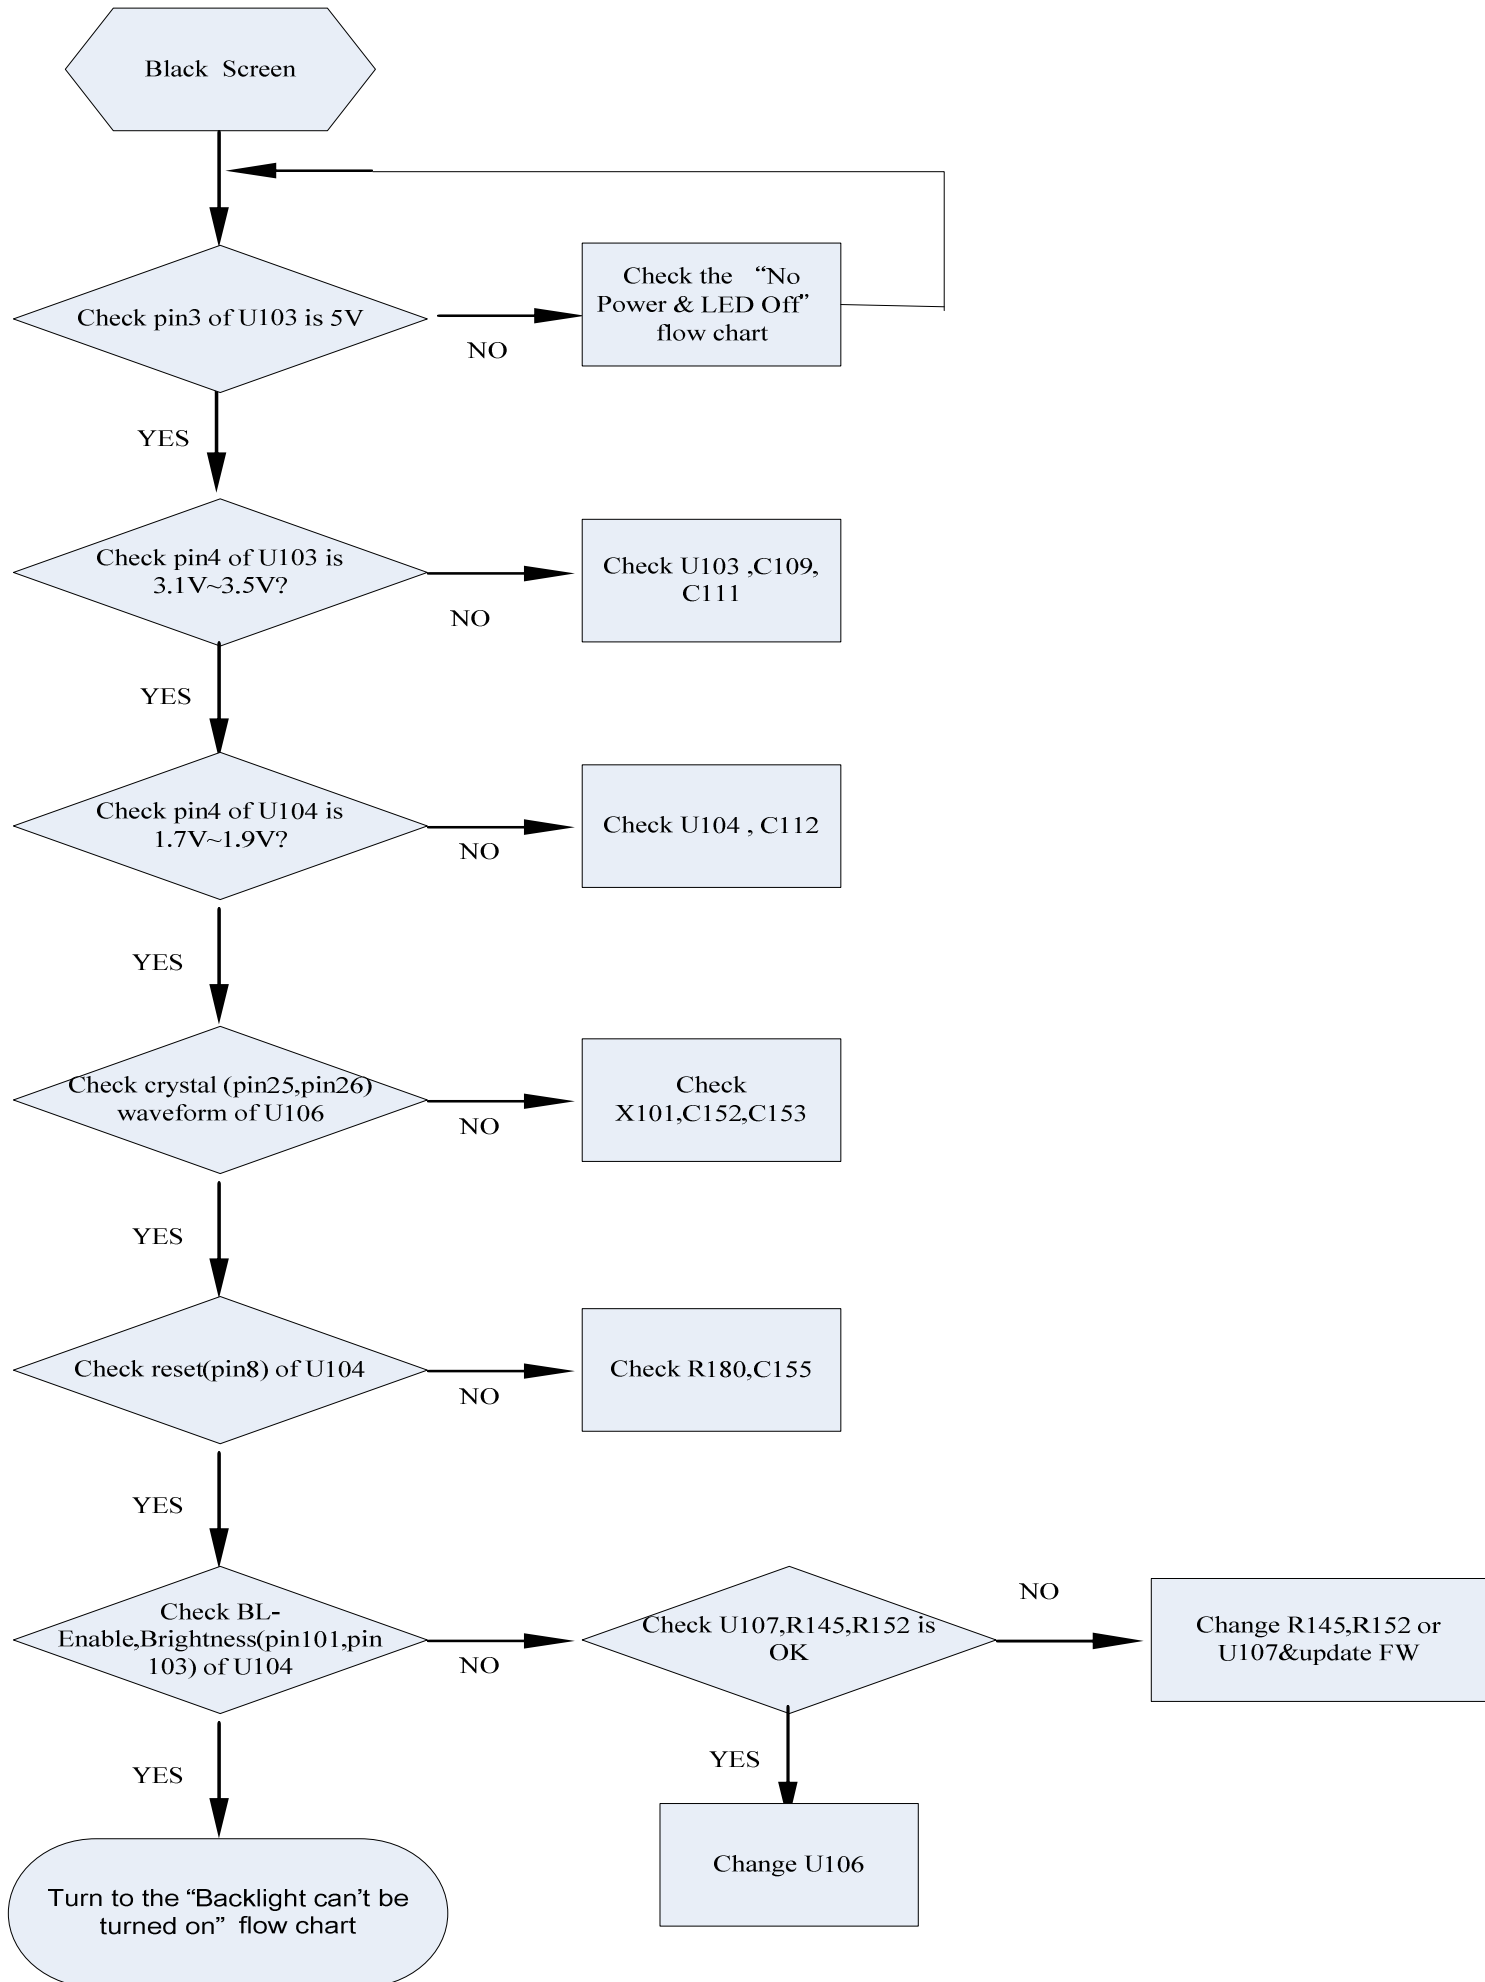 Black Screen
Check pin3 of U103 is 5V
NO
Check the “No
Power & LED Off”
flow chart
YES
Check pin4 of U103 is
3.1V~3.5V?
NO
Check U103 ,C109,
C111
YES
Check pin4 of U104 is
1.7V~1.9V?
NO
Check U104 , C112
YES
Check crystal (pin25,pin26)
waveform of U106
NO
Check
X101,C152,C153
YES
Check reset(pin8) of U104
NO
Check R180,C155
YES
Check BL-
Enable,Brightness(pin101,pin
103) of U104
NO
Check U107,R145,R152 is
OK
NO
Change R145,R152 or
U107&update FW
YES
YES
Change U106
Turn to the “Backlight can’t be
turned on” flow chart